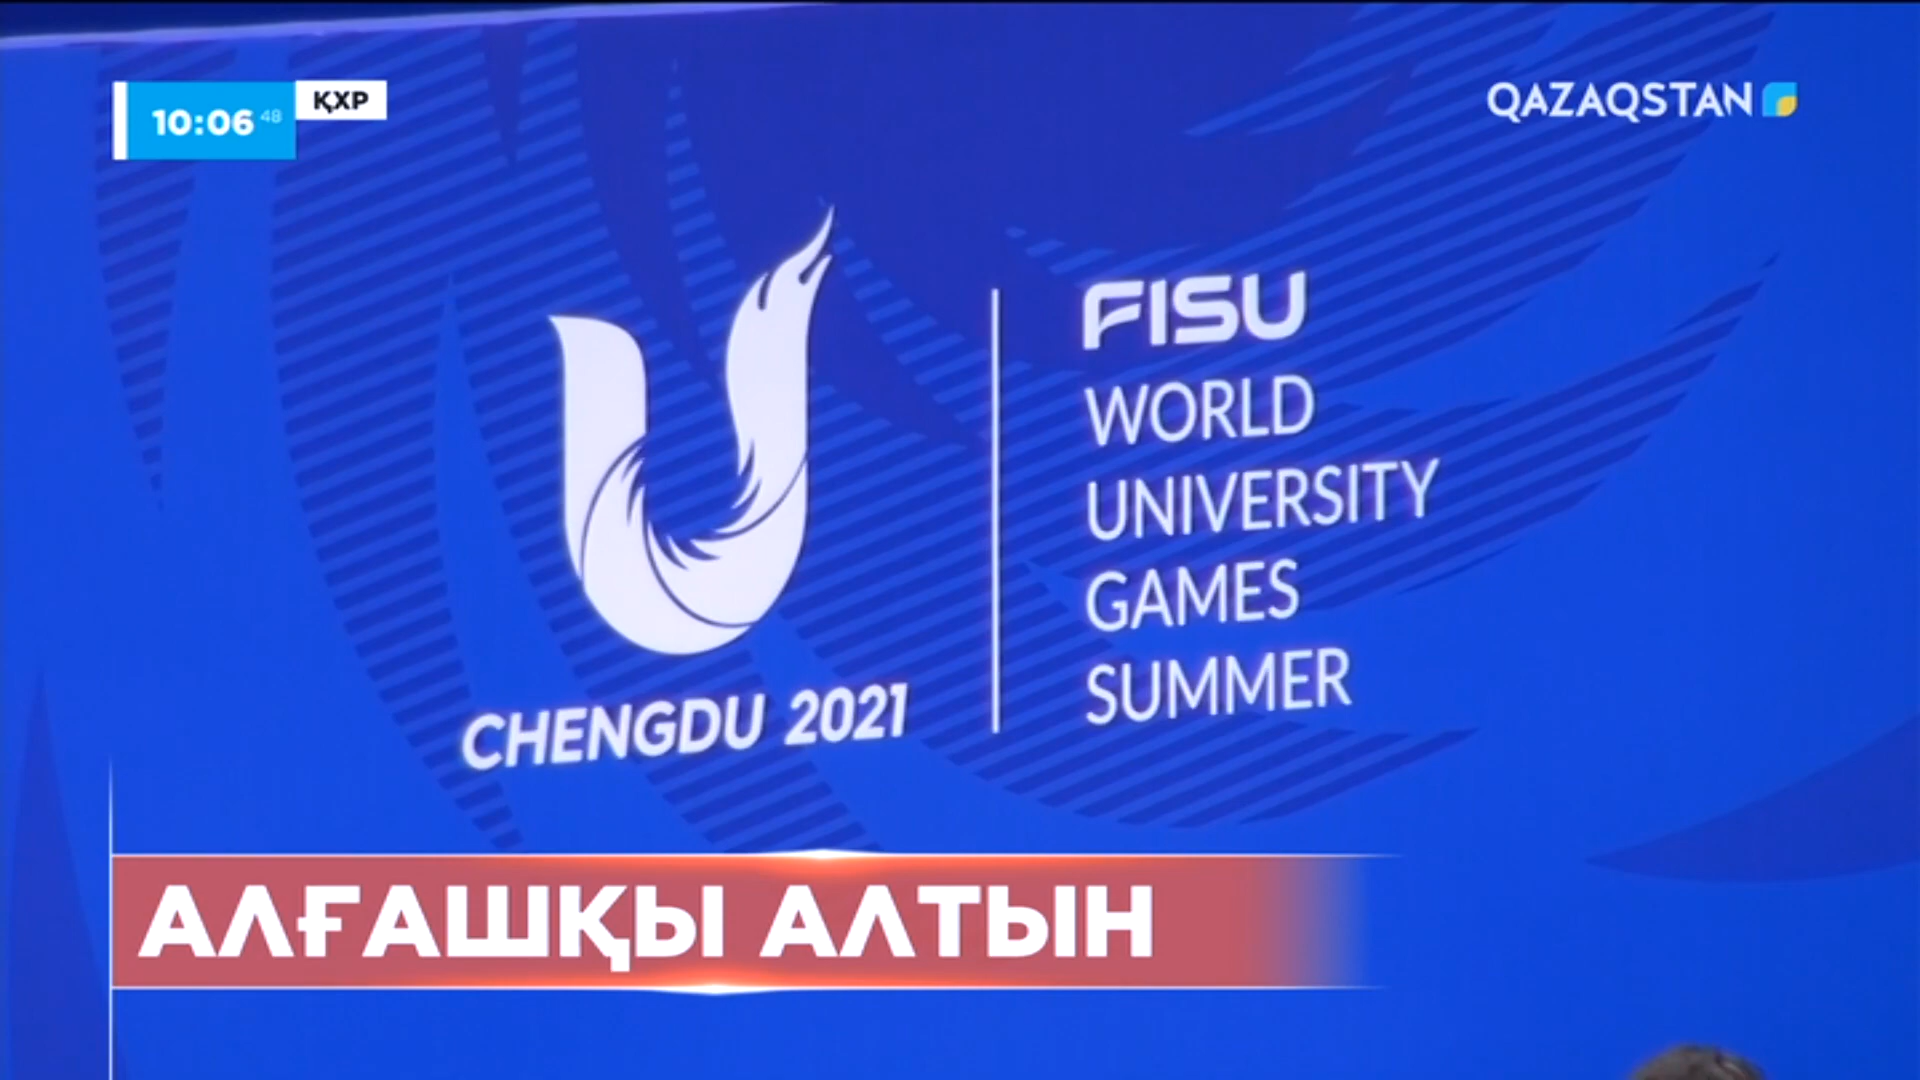 10:06 48
ҚХР
QAZAQSTAN
FISU
WORLD
UNIVERSITY
GAMES
SUMMER
CHENGDU 2021
АЛҒАШҚЫ АЛТЫН